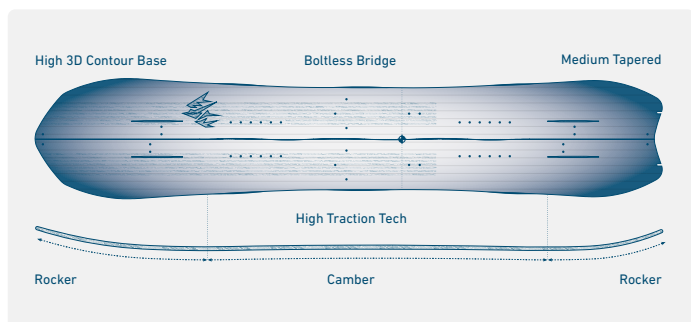 High 3D Contour Base
Boltless Bridge
Medium Tapered
High Traction Tech
Rocker
Camber
Rocker